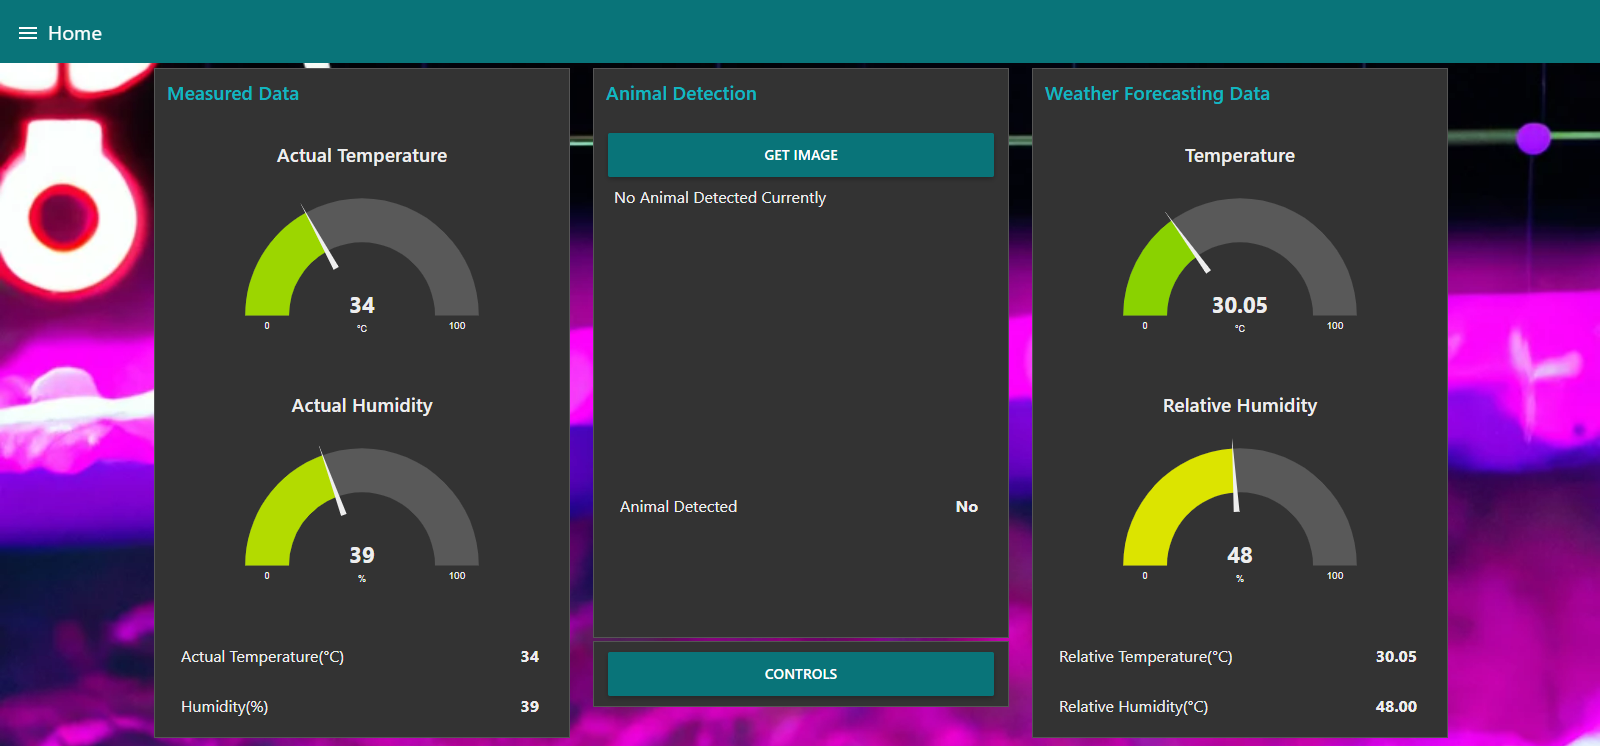 Home
Measured Data
Actual Temperature
34
°C
0
100
Actual Humidity
39
%
0
100
Actual Temperature(°C) 34
Humidity(%) 39
Animal Detection
GET IMAGE
No Animal Detected Currently
Animal Detected No
CONTROLS
Weather Forecasting Data
Temperature
30.05
°C
0
100
Relative Humidity
48
%
0
100
Relative Temperature(°C) 30.05
Relative Humidity(°C) 48.00